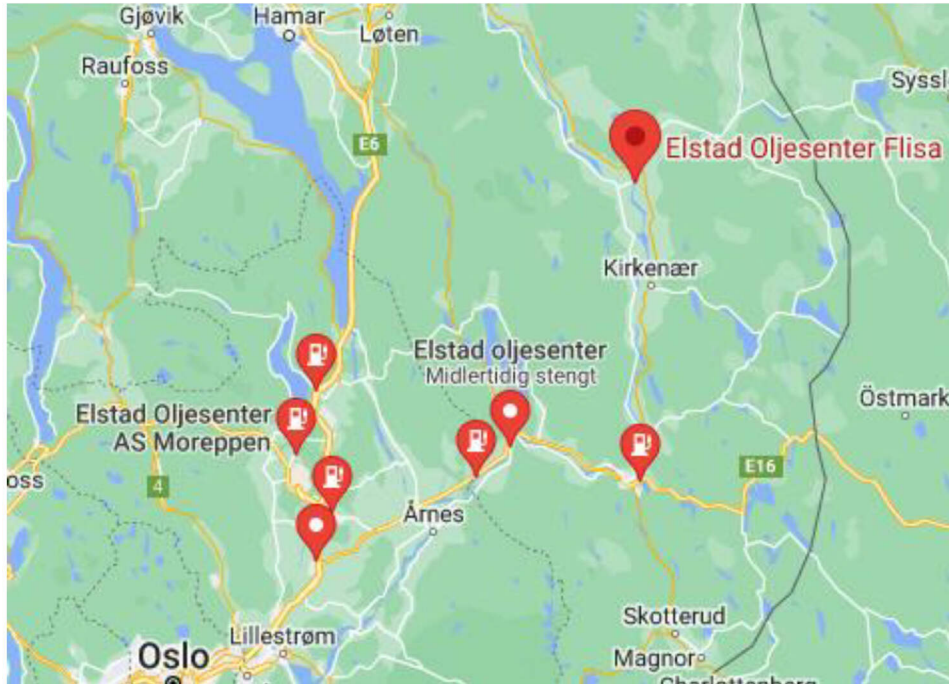 Gjøvik
Hamar
Løten
Raufoss
Syssl
E6
Elstad Oljesenter Flisa
Kirkenær
Elstad oljesenter
Midlertidig stengt
Östmark
Elstad Oljesenter
AS Moreppen
E16
oss
4
Årnes
Skotterud
Lillestrøm
Oslo
Magnor
Charlottenberg